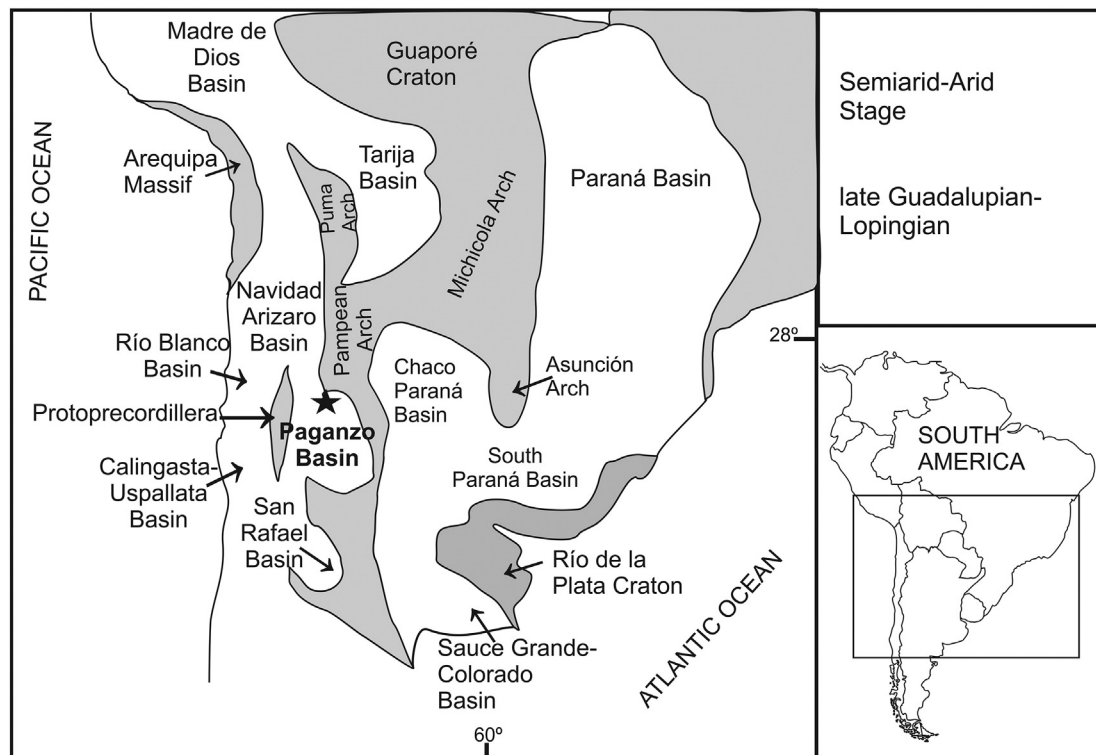 Madre de
Dios
Basin
Guaporé
Craton
Semiarid-Arid
Stage
late Guadalupian-
Lopingian
PACIFIC OCEAN
Arequipa
Massif
Tarija
Basin
Puma
Arch
Michicola Arch
Paraná Basin
Navidad
Arizaro
Basin
Pampean
Arch
28º
Río Blanco
Basin
Chaco
Paraná
Basin
Asunción
Arch
Protoprecordillera
Paganzo
Basin
Calingasta-
Uspallata
Basin
South
Paraná Basin
San
Rafael
Basin
Río de la
Plata Craton
Sauce Grande-
Colorado
Basin
ATLANTIC OCEAN
60º
SOUTH
AMERICA